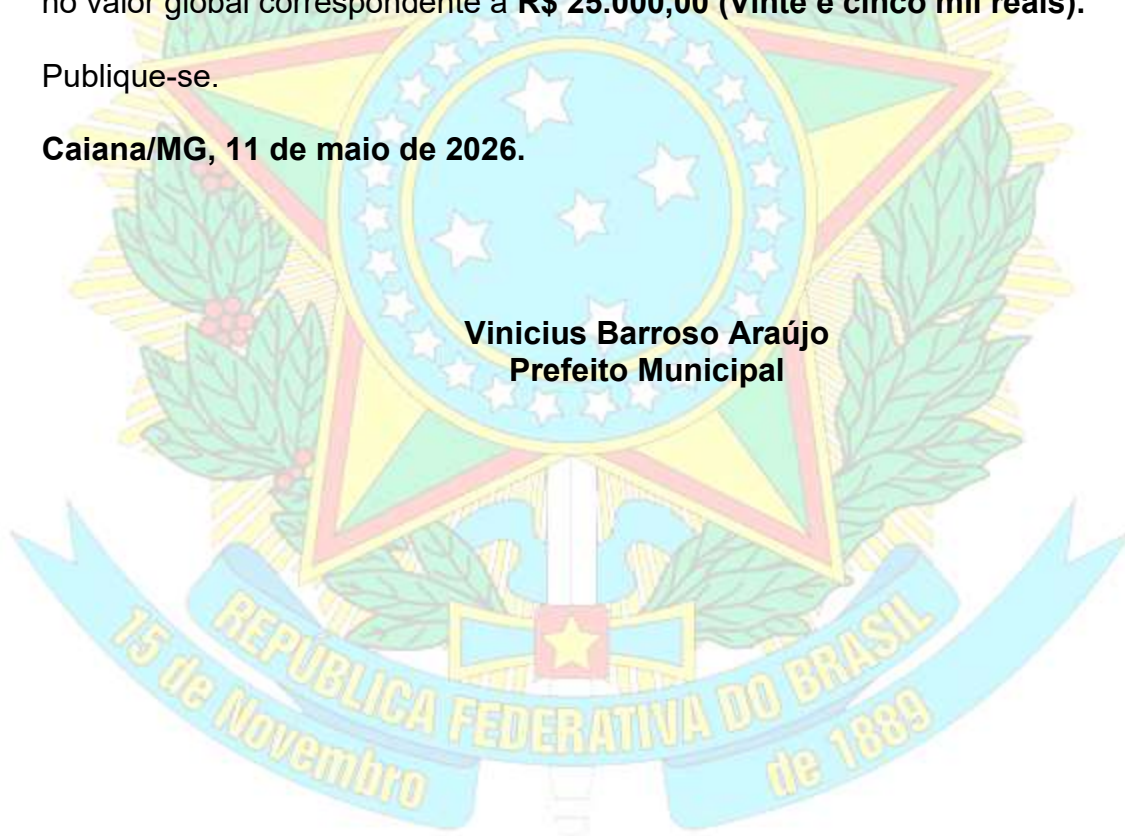 no valor global correspondente a R$ 25.000,00 (vinte e cinco mil reais).
Publique-se.
Caiana/MG, 11 de maio de 2026.
Vinicius Barroso Araújo
Prefeito Municipal
REPÚBLICA FEDERATIVA DO BRASIL
15 de Novembro de 1889